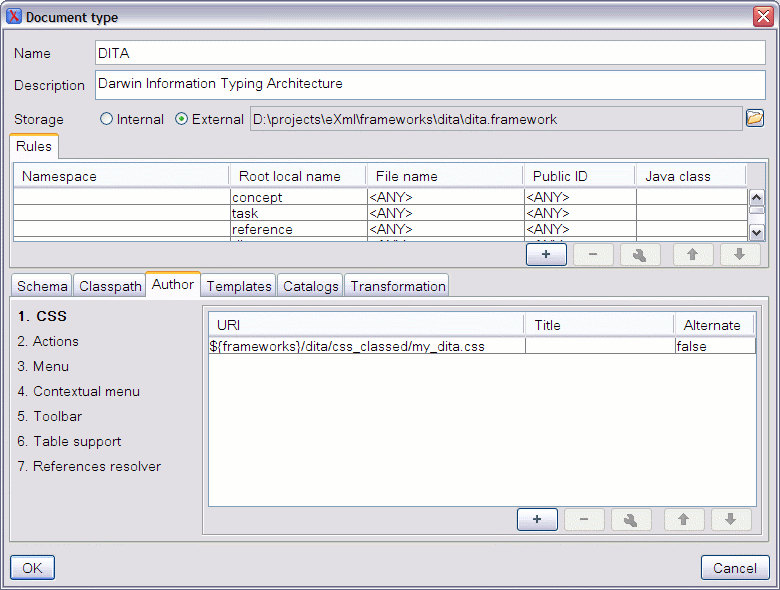 Document type
Name DITA
Description Darwin Information Typing Architecture
Storage Internal External D:\projects\eXml\frameworks\dita\dita.framework
Rules
Namespace Root local name File name Public ID Java class
concept <ANY> <ANY>
task <ANY> <ANY>
reference <ANY> <ANY>
Schema Classpath Author Templates Catalogs Transformation
1. CSS
2. Actions
3. Menu
4. Contextual menu
5. Toolbar
6. Table support
7. References resolver
URI Title Alternate
${frameworks}/dita/css_classed/my_dita.css false
OK Cancel